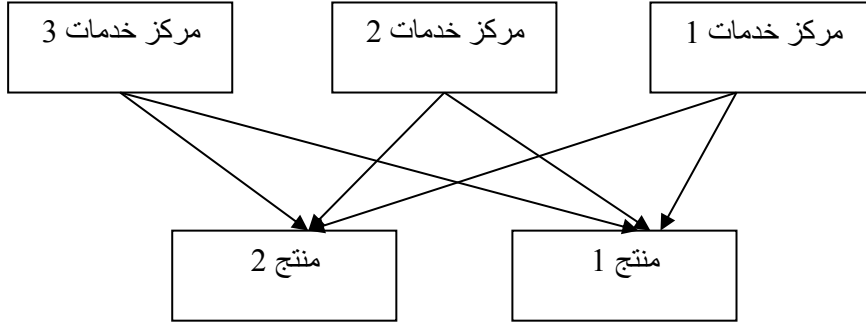 مركز خدمات 1
مركز خدمات 2
مركز خدمات 3
منتج 1
منتج 2